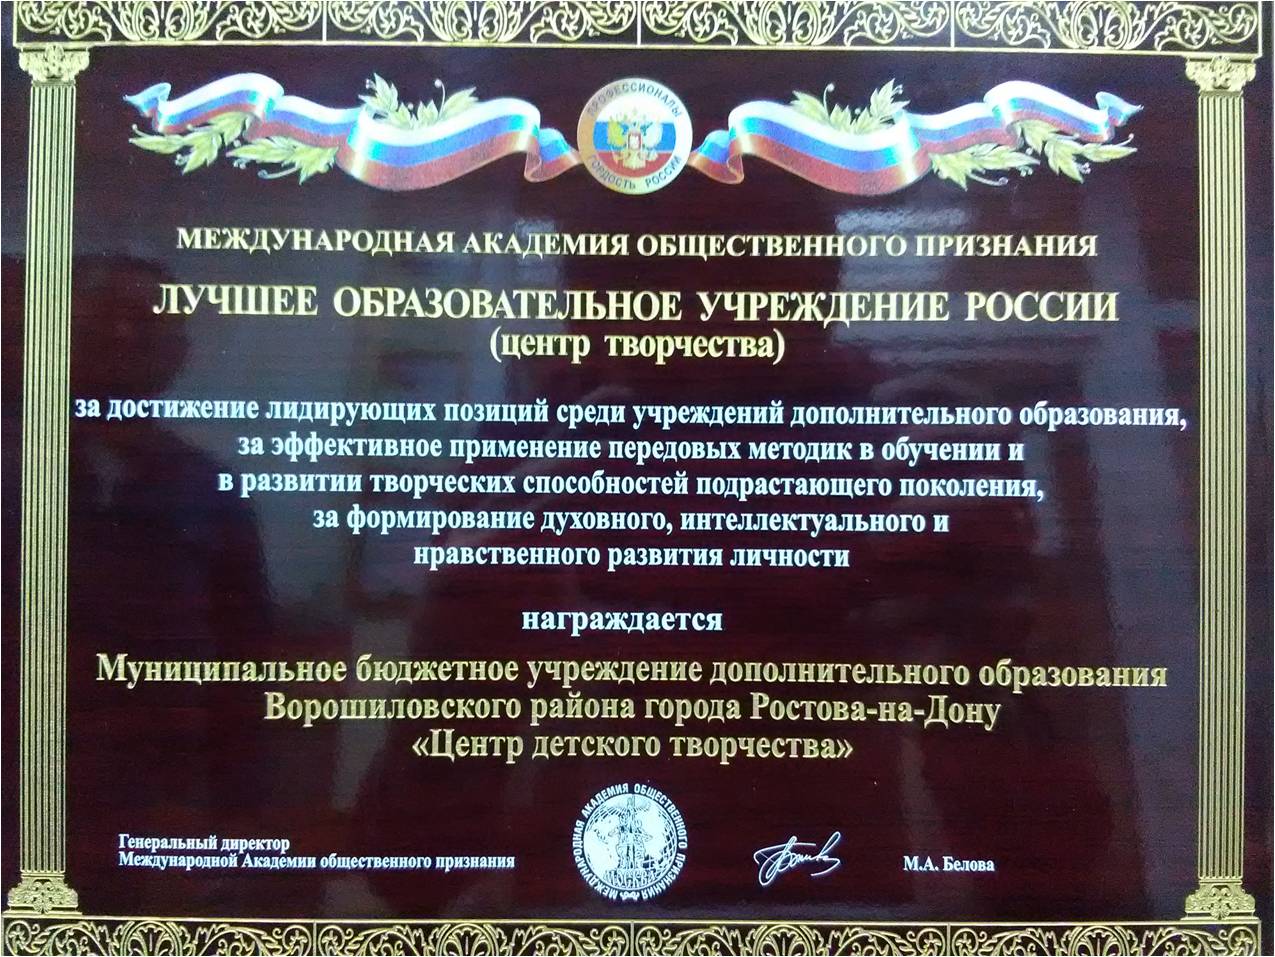 ПРОФЕССИОНАЛЫ
ГОРДОСТЬ РОССИИ
МЕЖДУНАРОДНАЯ АКАДЕМИЯ ОБЩЕСТВЕННОГО ПРИЗНАНИЯ
ЛУЧШЕЕ ОБРАЗОВАТЕЛЬНОЕ УЧРЕЖДЕНИЕ РОССИИ
(центр творчества)
за достижение лидирующих позиций среди учреждений дополнительного образования,
за эффективное применение передовых методик в обучении и
в развитии творческих способностей подрастающего поколения,
за формирование духовного, интеллектуального и
нравственного развития личности
награждается
Муниципальное бюджетное учреждение дополнительного образования
Ворошиловского района города Ростова-на-Дону
«Центр детского творчества»
МЕЖДУНАРОДНАЯ АКАДЕМИЯ ОБЩЕСТВЕННОГО ПРИЗНАНИЯ
МОСКВА
Генеральный директор
Международной Академии общественного признания
М.А. Белова